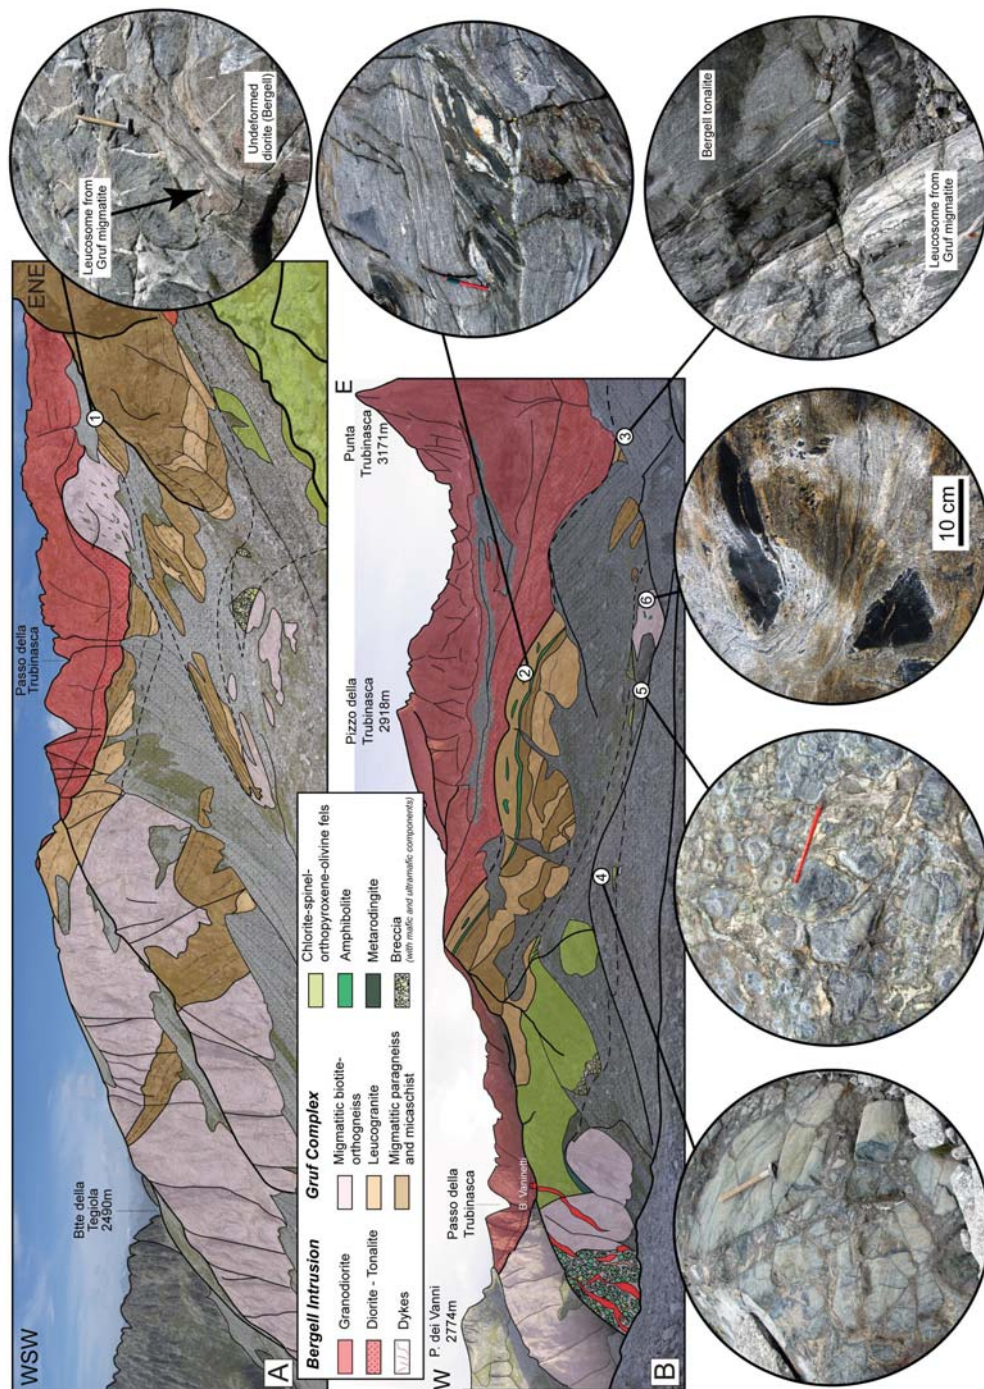 WSW
ENE
Btte della
Tegiola
2490m
Passo della
Trubinasca
A
1
Leucosome from
Gruf migmatite
Undeformed
diorite (Bergell)
Bergell Intrusion
Granodiorite
Diorite - Tonalite
Dykes
Gruf Complex
Migmatitic biotite-
orthogneiss
Leucogranite
Migmatitic paragneiss
and micaschist
Chlorite-spinel-
orthopyroxene-olivine fels
Amphibolite
Metarodingite
Breccia
(with mafic and ultramafic components)
W
E
P. dei Vanni
2774m
Passo della
Trubinasca
B. Vaninetti
Pizzo della
Trubinasca
2918m
Punta
Trubinasca
3171m
B
2
3
4
5
6
10 cm
Bergell tonalite
Leucosome from
Gruf migmatite